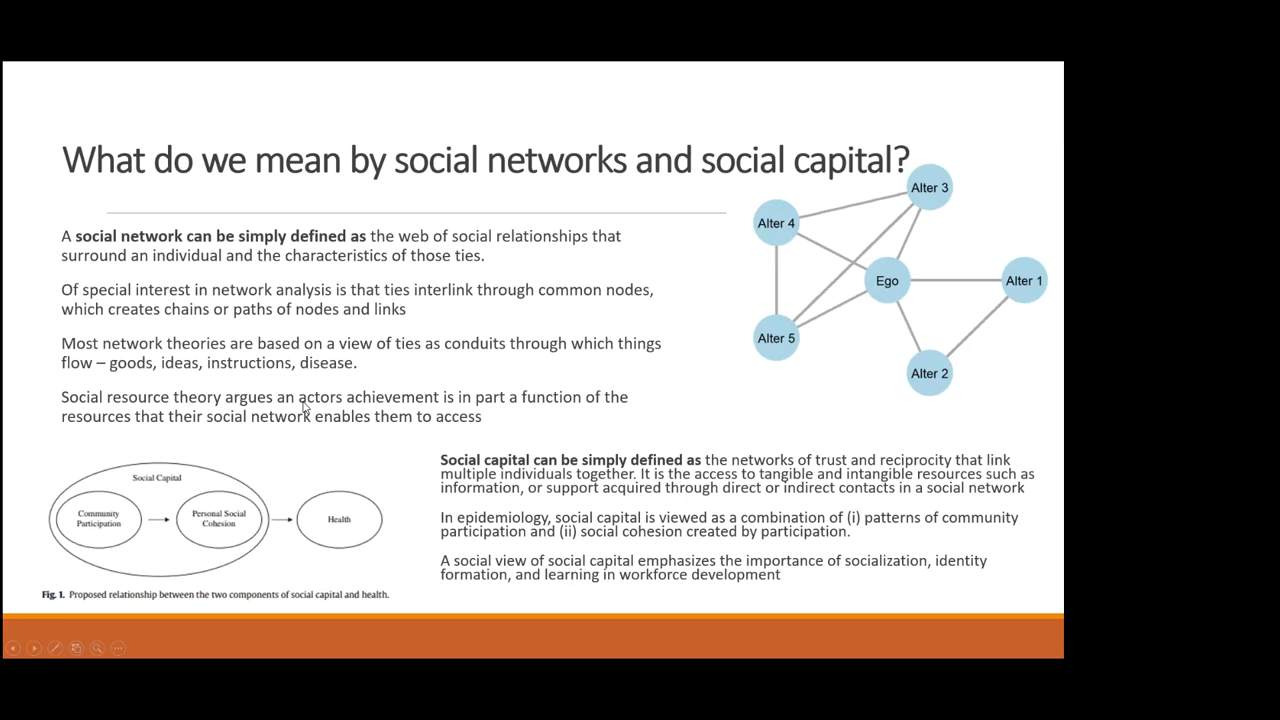 What do we mean by social networks and social capital?
A social network can be simply defined as the web of social relationships that
surround an individual and the characteristics of those ties.
Of special interest in network analysis is that ties interlink through common nodes,
which creates chains or paths of nodes and links
Most network theories are based on a view of ties as conduits through which things
flow – goods, ideas, instructions, disease.
Social resource theory argues an actors achievement is in part a function of the
resources that their social network enables them to access
Alter 3
Alter 4
Ego
Alter 1
Alter 5
Alter 2
Social Capital
Community
Participation
Personal Social
Cohesion
Health
Fig. 1. Proposed relationship between the two components of social capital and health.
Social capital can be simply defined as the networks of trust and reciprocity that link
multiple individuals together. It is the access to tangible and intangible resources such as
information, or support acquired through direct or indirect contacts in a social network
In epidemiology, social capital is viewed as a combination of (i) patterns of community
participation and (ii) social cohesion created by participation.
A social view of social capital emphasizes the importance of socialization, identity
formation, and learning in workforce development